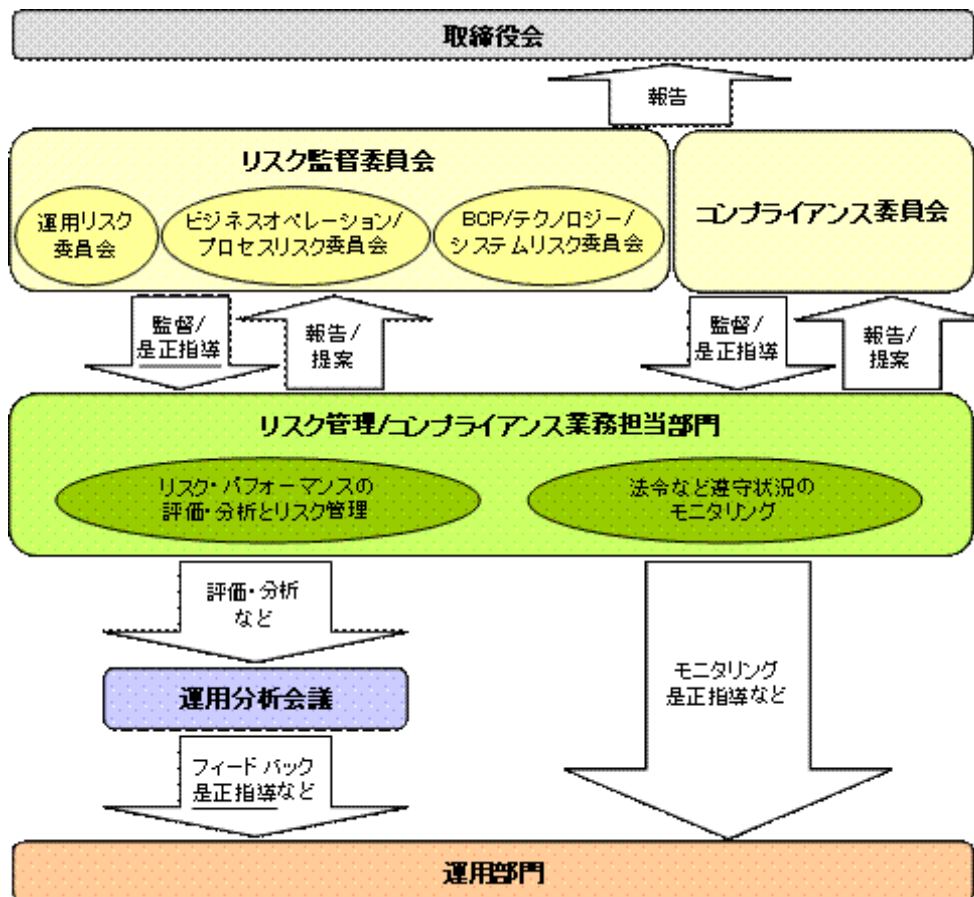 取締役会
報告
リスク監督委員会
運用リスク
委員会
ビジネスオペレーション/
プロセスリスク委員会
BCP/テクノロジー/
システムリスク委員会
コンプライアンス委員会
監督/
是正指導
報告/
提案
監督/
是正指導
報告/
提案
リスク管理/コンプライアンス業務担当部門
リスク・パフォーマンスの
評価・分析とリスク管理
法令など遵守状況の
モニタリング
評価・分析
など
運用分析会議
フィードバック
是正指導など
モニタリング
是正指導など
運用部門